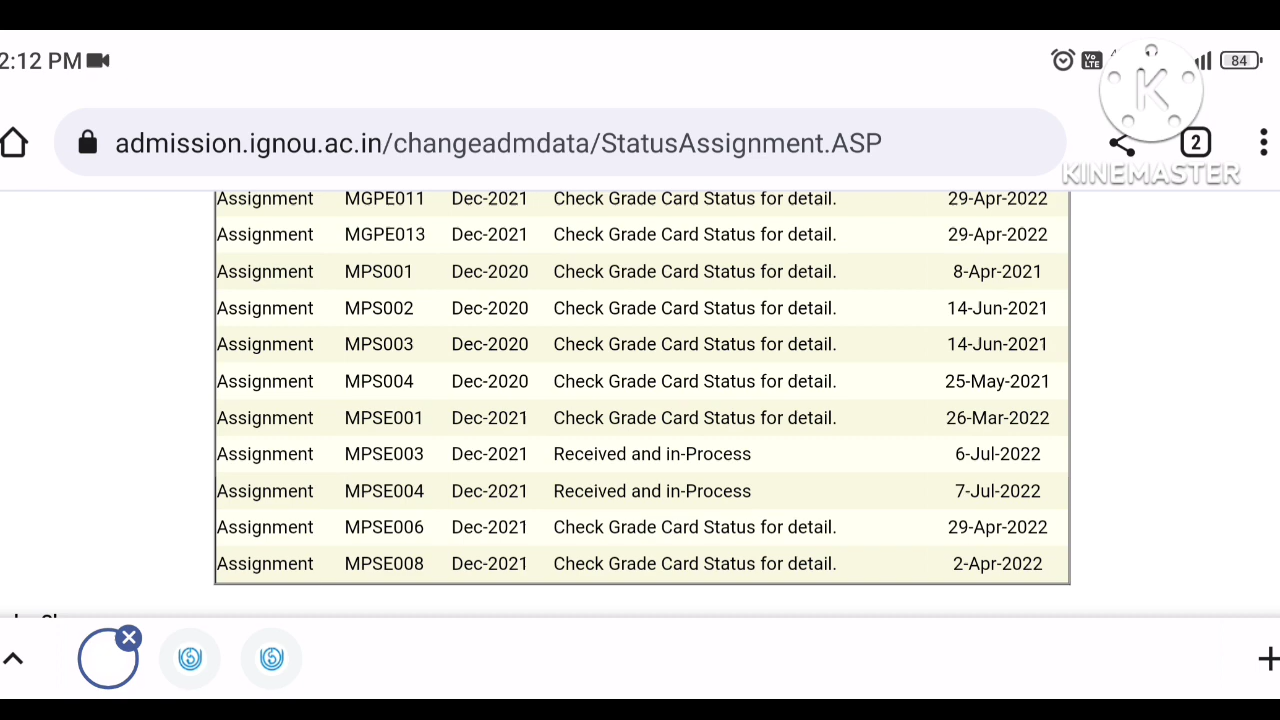 2:12 PM
Vo LTE
84
K
admission.ignou.ac.in/changeadmdata/StatusAssignment.ASP
2
KINEMASTER
Assignment MGPE011 Dec-2021 Check Grade Card Status for detail. 29-Apr-2022
Assignment MGPE013 Dec-2021 Check Grade Card Status for detail. 29-Apr-2022
Assignment MPS001 Dec-2020 Check Grade Card Status for detail. 8-Apr-2021
Assignment MPS002 Dec-2020 Check Grade Card Status for detail. 14-Jun-2021
Assignment MPS003 Dec-2020 Check Grade Card Status for detail. 14-Jun-2021
Assignment MPS004 Dec-2020 Check Grade Card Status for detail. 25-May-2021
Assignment MPSE001 Dec-2021 Check Grade Card Status for detail. 26-Mar-2022
Assignment MPSE003 Dec-2021 Received and in-Process 6-Jul-2022
Assignment MPSE004 Dec-2021 Received and in-Process 7-Jul-2022
Assignment MPSE006 Dec-2021 Check Grade Card Status for detail. 29-Apr-2022
Assignment MPSE008 Dec-2021 Check Grade Card Status for detail. 2-Apr-2022